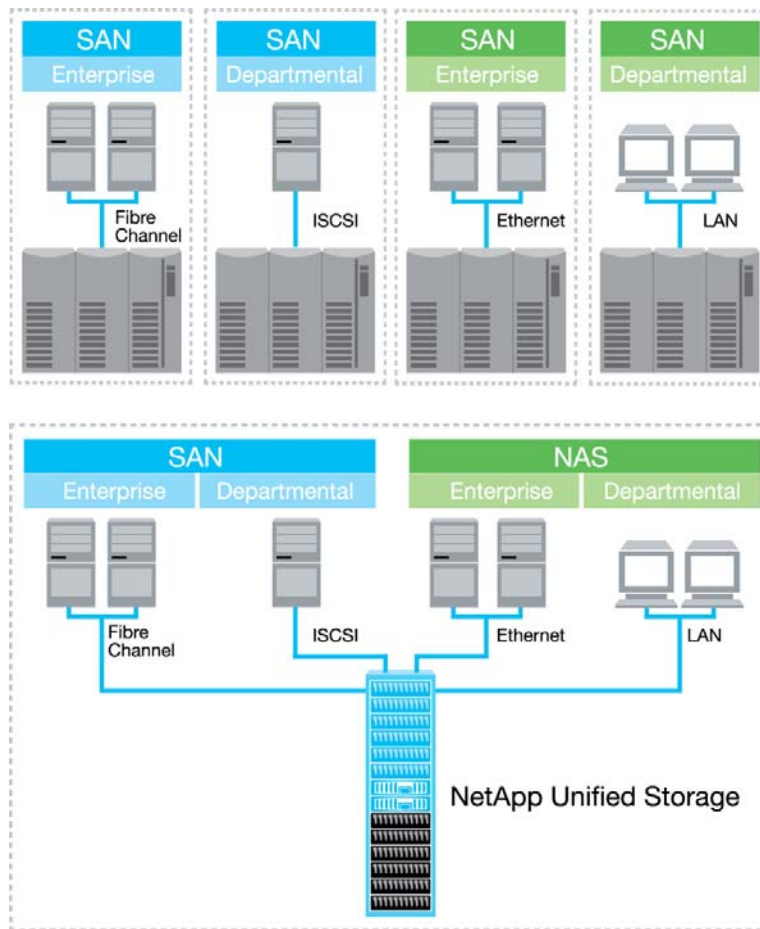 SAN
Enterprise
Fibre
Channel
SAN
Departmental
ISCSI
SAN
Enterprise
Ethernet
SAN
Departmental
LAN
SAN
Enterprise
Departmental
NAS
Enterprise
Departmental
Fibre
Channel
ISCSI
Ethernet
LAN
NetApp Unified Storage